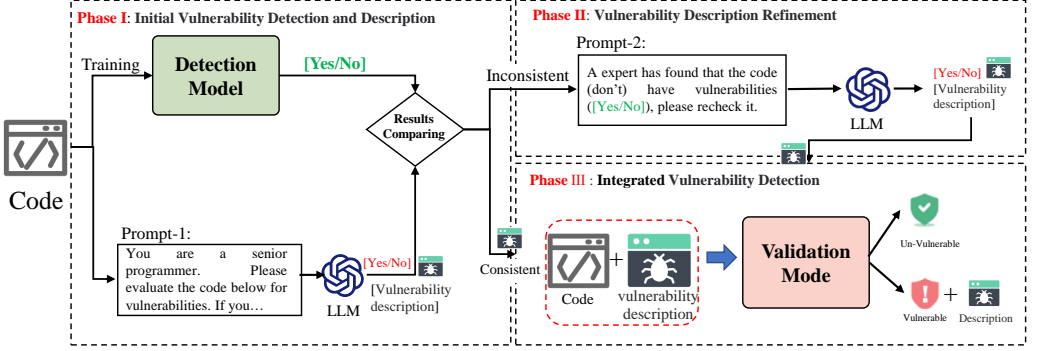 Phase I: Initial Vulnerability Detection and Description
Training
Detection
Model
[Yes/No]
Results
Comparing
</>
Code
Prompt-1:
You are a senior
programmer. Please
evaluate the code below for
vulnerabilities. If you…
LLM
[Yes/No]
[Vulnerability
description]
Inconsistent
Consistent
Phase II: Vulnerability Description Refinement
Prompt-2:
A expert has found that the code
(don't) have vulnerabilities
([Yes/No]), please recheck it.
LLM
[Yes/No]
[Vulnerability
description]
Phase III : Integrated Vulnerability Detection
</>
Code
+
vulnerability
description
Validation
Mode
Un-Vulnerable
Vulnerable
+
Description